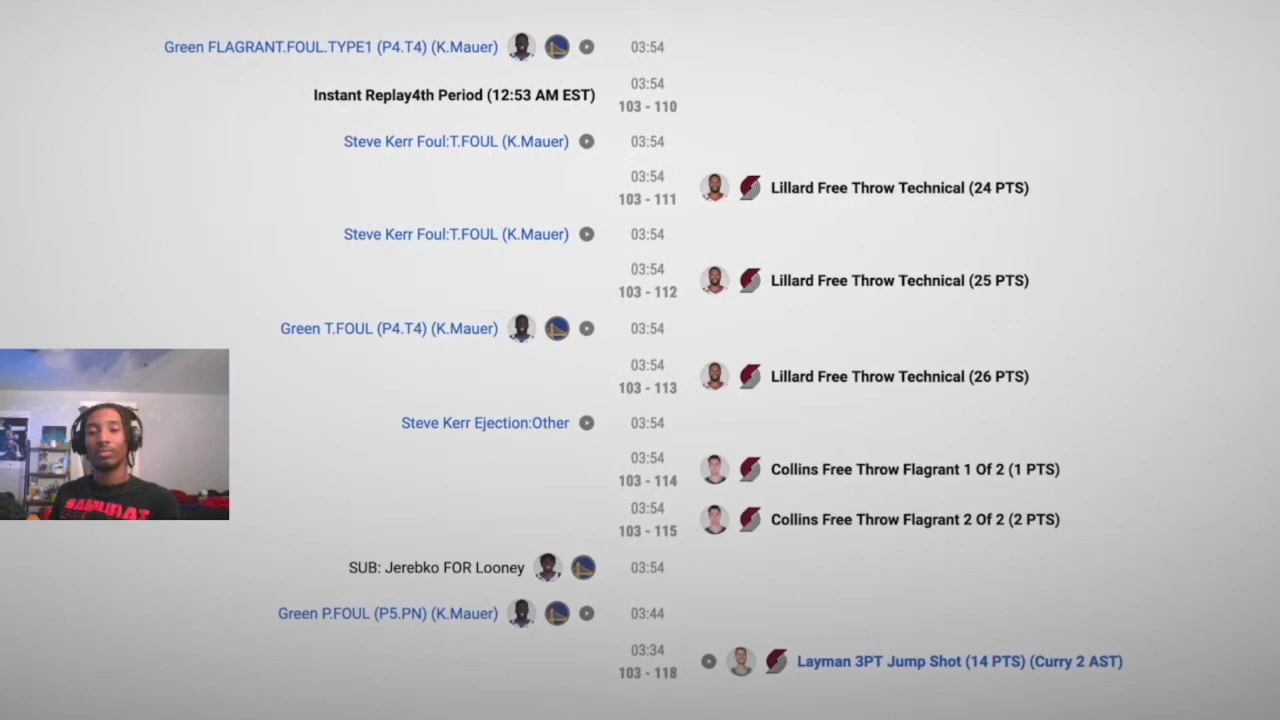 Green FLAGRANT.FOUL.TYPE1 (P4.T4) (K.Mauer) 03:54
03:54
Instant Replay4th Period (12:53 AM EST)
103 - 110
Steve Kerr Foul:T.FOUL (K.Mauer) 03:54
03:54
103 - 111
Lillard Free Throw Technical (24 PTS)
Steve Kerr Foul:T.FOUL (K.Mauer) 03:54
03:54
103 - 112
Lillard Free Throw Technical (25 PTS)
Green T.FOUL (P4.T4) (K.Mauer) 03:54
03:54
103 - 113
Lillard Free Throw Technical (26 PTS)
Steve Kerr Ejection:Other 03:54
03:54
103 - 114
Collins Free Throw Flagrant 1 Of 2 (1 PTS)
03:54
103 - 115
Collins Free Throw Flagrant 2 Of 2 (2 PTS)
SUB: Jerebko FOR Looney 03:54
Green P.FOUL (P5.PN) (K.Mauer) 03:44
03:34
103 - 118
Layman 3PT Jump Shot (14 PTS) (Curry 2 AST)
SAMURAI